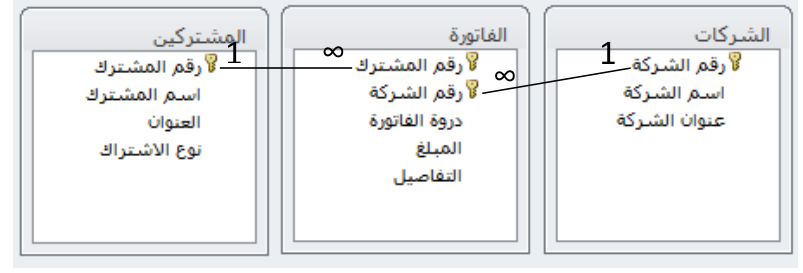 الشركات
رقم الشركة
اسم الشركة
عنوان الشركة
1
الفاتورة
رقم المشترك
رقم الشركة
دروة الفاتورة
المبلغ
التفاصيل
∞
∞
المشتركين
رقم المشترك
اسم المشترك
العنوان
نوع الاشتراك
1